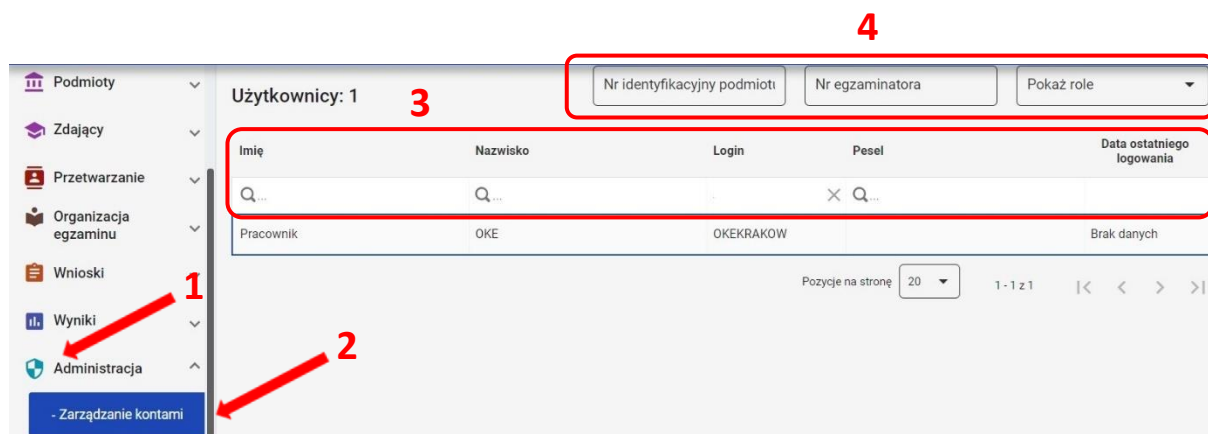 4
Podmioty
Zdający
Przetwarzanie
Organizacja
egzaminu
Wnioski
1
Wyniki
Administracja
- Zarządzanie kontami
2
Użytkownicy: 1
3
Nr identyfikacyjny podmiotu
Nr egzaminatora
Pokaż role
Imię Nazwisko Login Pesel Data ostatniego
logowania
... ... ...
Pracownik OKE OKEKRAKOW Brak danych
Pozycje na stronę 20 1 - 1 z 1